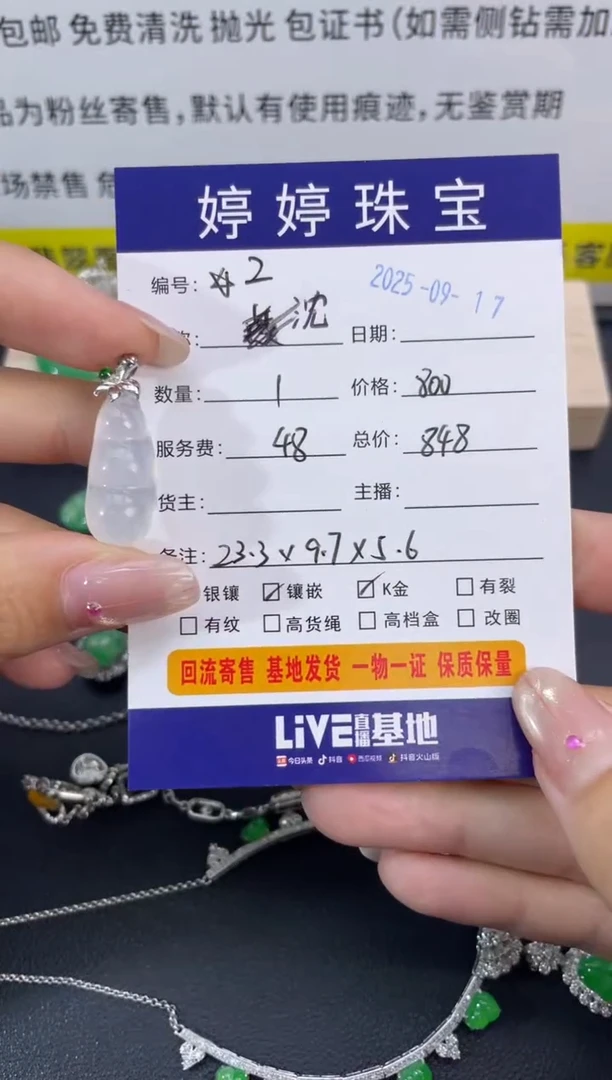 包邮 免费清洗 抛光 包证书(如需侧钻需加
品为粉丝寄售,默认有使用痕迹,无鉴赏期
场禁售
婷婷珠宝
编号: 2
2025-09-17
沈 日期:
数量: 1 价格: 800
服务费: 48 总价: 848
货主: 主播:
备注: 23.3×9.7×5.6
银镶 ☑镶嵌 ☑K金 □有裂
□有纹 □高货绳 □高档盒 □改圈
回流寄售 基地发货 一物一证 保质保量
LiVE直播基地
今日头条 抖音 西瓜视频 抖音火山版